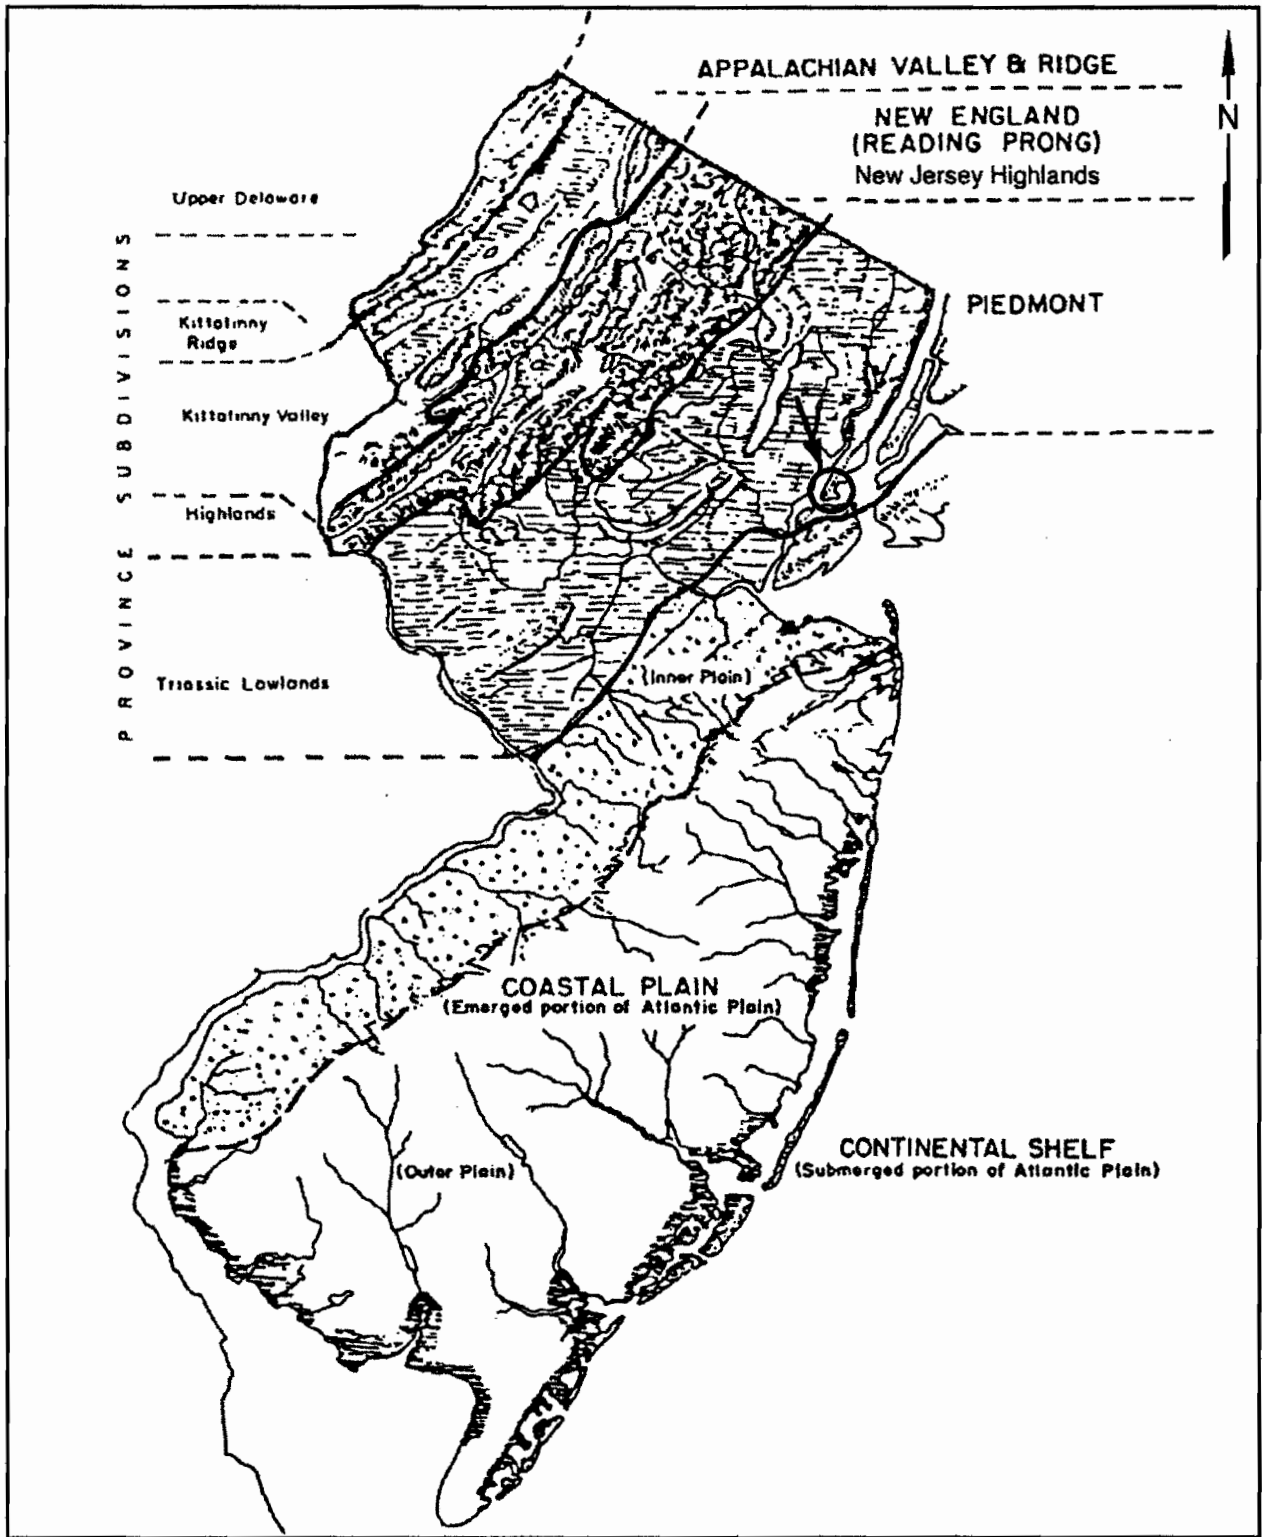 APPALACHIAN VALLEY & RIDGE
NEW ENGLAND
(READING PRONG)
New Jersey Highlands
N
PIEDMONT
PROVINCE SUBDIVISIONS
Upper Delaware
Kittatinny
Ridge
Kittatinny Valley
Highlands
Triassic Lowlands
(Inner Plain)
COASTAL PLAIN
(Emerged portion of Atlantic Plain)
(Outer Plain)
CONTINENTAL SHELF
(Submerged portion of Atlantic Plain)